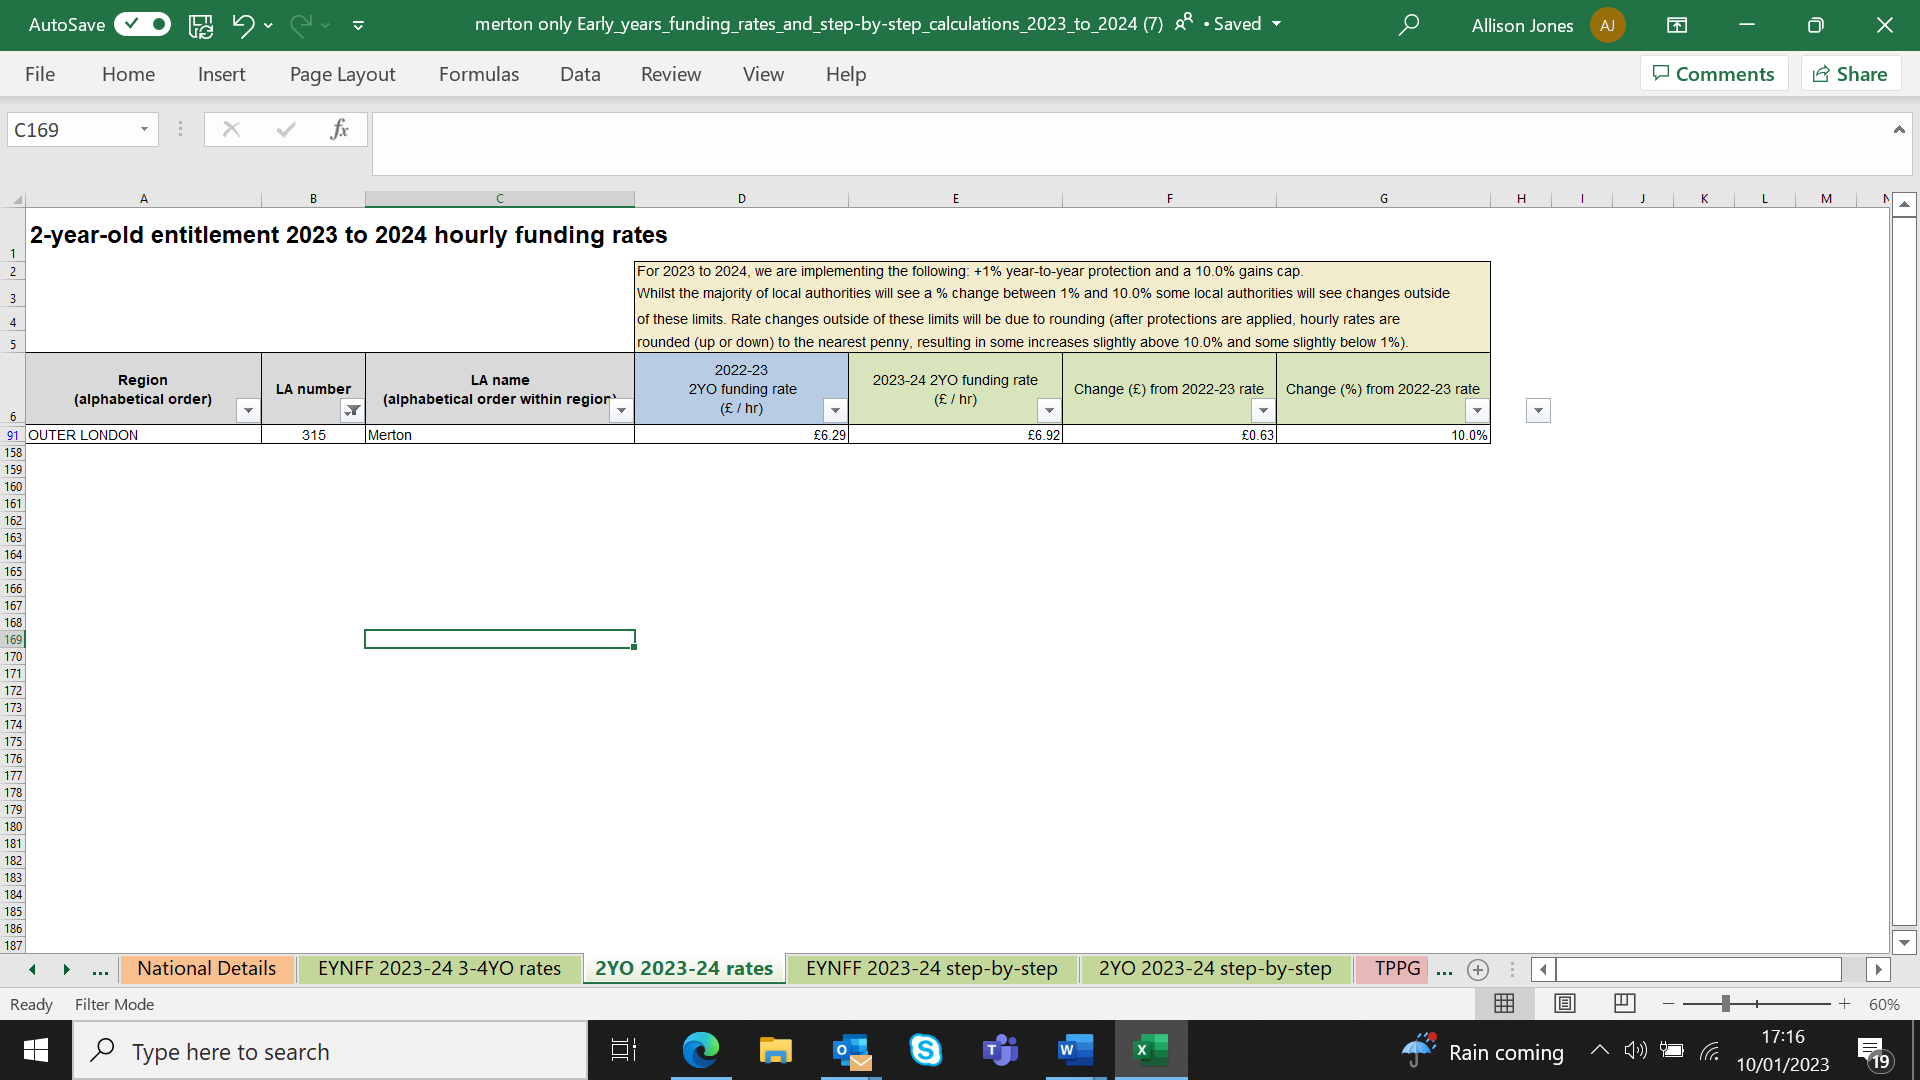 AutoSave
merton only Early_years_funding_rates_and_step-by-step_calculations_2023_to_2024 (7) • Saved
Allison Jones AJ
File Home Insert Page Layout Formulas Data Review View Help Comments Share
C169 fx
A B C D E F G H I J K L M N
1 2-year-old entitlement 2023 to 2024 hourly funding rates
2 For 2023 to 2024, we are implementing the following: +1% year-to-year protection and a 10.0% gains cap.
3 Whilst the majority of local authorities will see a % change between 1% and 10.0% some local authorities will see changes outside
4 of these limits. Rate changes outside of these limits will be due to rounding (after protections are applied, hourly rates are
5 rounded (up or down) to the nearest penny, resulting in some increases slightly above 10.0% and some slightly below 1%).
6
Region
(alphabetical order)
LA number
LA name
(alphabetical order within region)
2022-23
2YO funding rate
(£ / hr)
2023-24 2YO funding rate
(£ / hr)
Change (£) from 2022-23 rate
Change (%) from 2022-23 rate
91 OUTER LONDON 315 Merton £6.29 £6.92 £0.63 10.0%
158
159
160
161
162
163
164
165
166
167
168
169
170
171
172
173
174
175
176
177
178
179
180
181
182
183
184
185
186
187
... National Details EYNFF 2023-24 3-4YO rates 2YO 2023-24 rates EYNFF 2023-24 step-by-step 2YO 2023-24 step-by-step TPPG ...
Ready Filter Mode 60%
Type here to search
Rain coming
17:16
10/01/2023
19